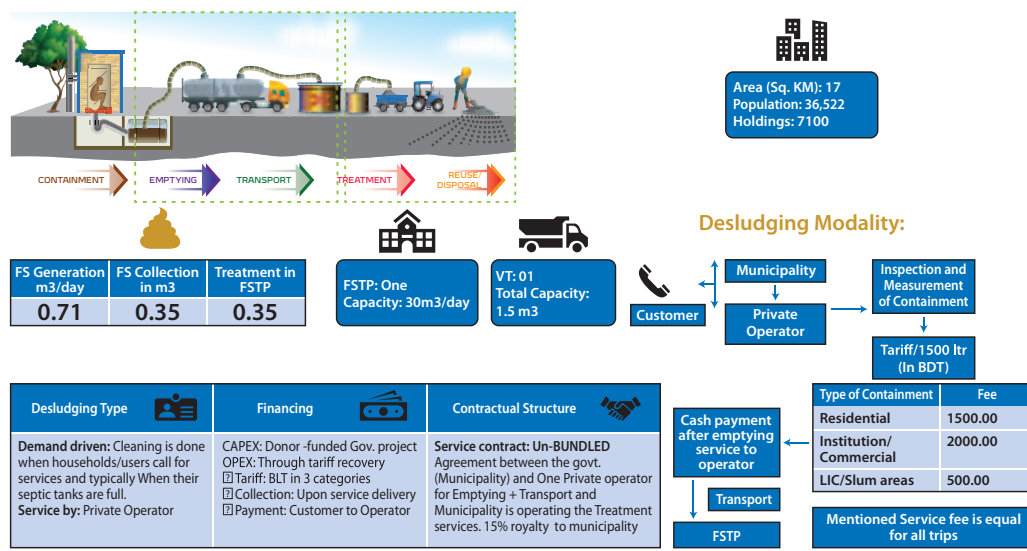 Area (Sq. KM): 17
Population: 36,522
Holdings: 7100
CONTAINMENT
EMPTYING
TRANSPORT
TREATMENT
REUSE/
DISPOSAL
Desludging Modality:
FS Generation
m3/day
FS Collection
in m3
Treatment in
FSTP
0.71
0.35
0.35
FSTP: One
Capacity: 30m3/day
VT: 01
Total Capacity:
1.5 m3
Customer
Municipality
Private
Operator
Inspection and
Measurement
of Containment
Tariff/1500 ltr
(In BDT)
Type of Containment
Fee
Residential
1500.00
Institution/
Commercial
2000.00
LIC/Slum areas
500.00
Mentioned Service fee is equal
for all trips
Cash payment
after emptying
service to
operator
Transport
FSTP
Desludging Type
Demand driven: Cleaning is done
when households/users call for
services and typically When their
septic tanks are full.
Service by: Private Operator
Financing
CAPEX: Donor -funded Gov. project
OPEX: Through tariff recovery
Tariff: BLT in 3 categories
Collection: Upon service delivery
Payment: Customer to Operator
Contractual Structure
Service contract: Un-BUNDLED
Agreement between the govt.
(Municipality) and One Private operator
for Emptying + Transport and
Municipality is operating the Treatment
services. 15% royalty to municipality